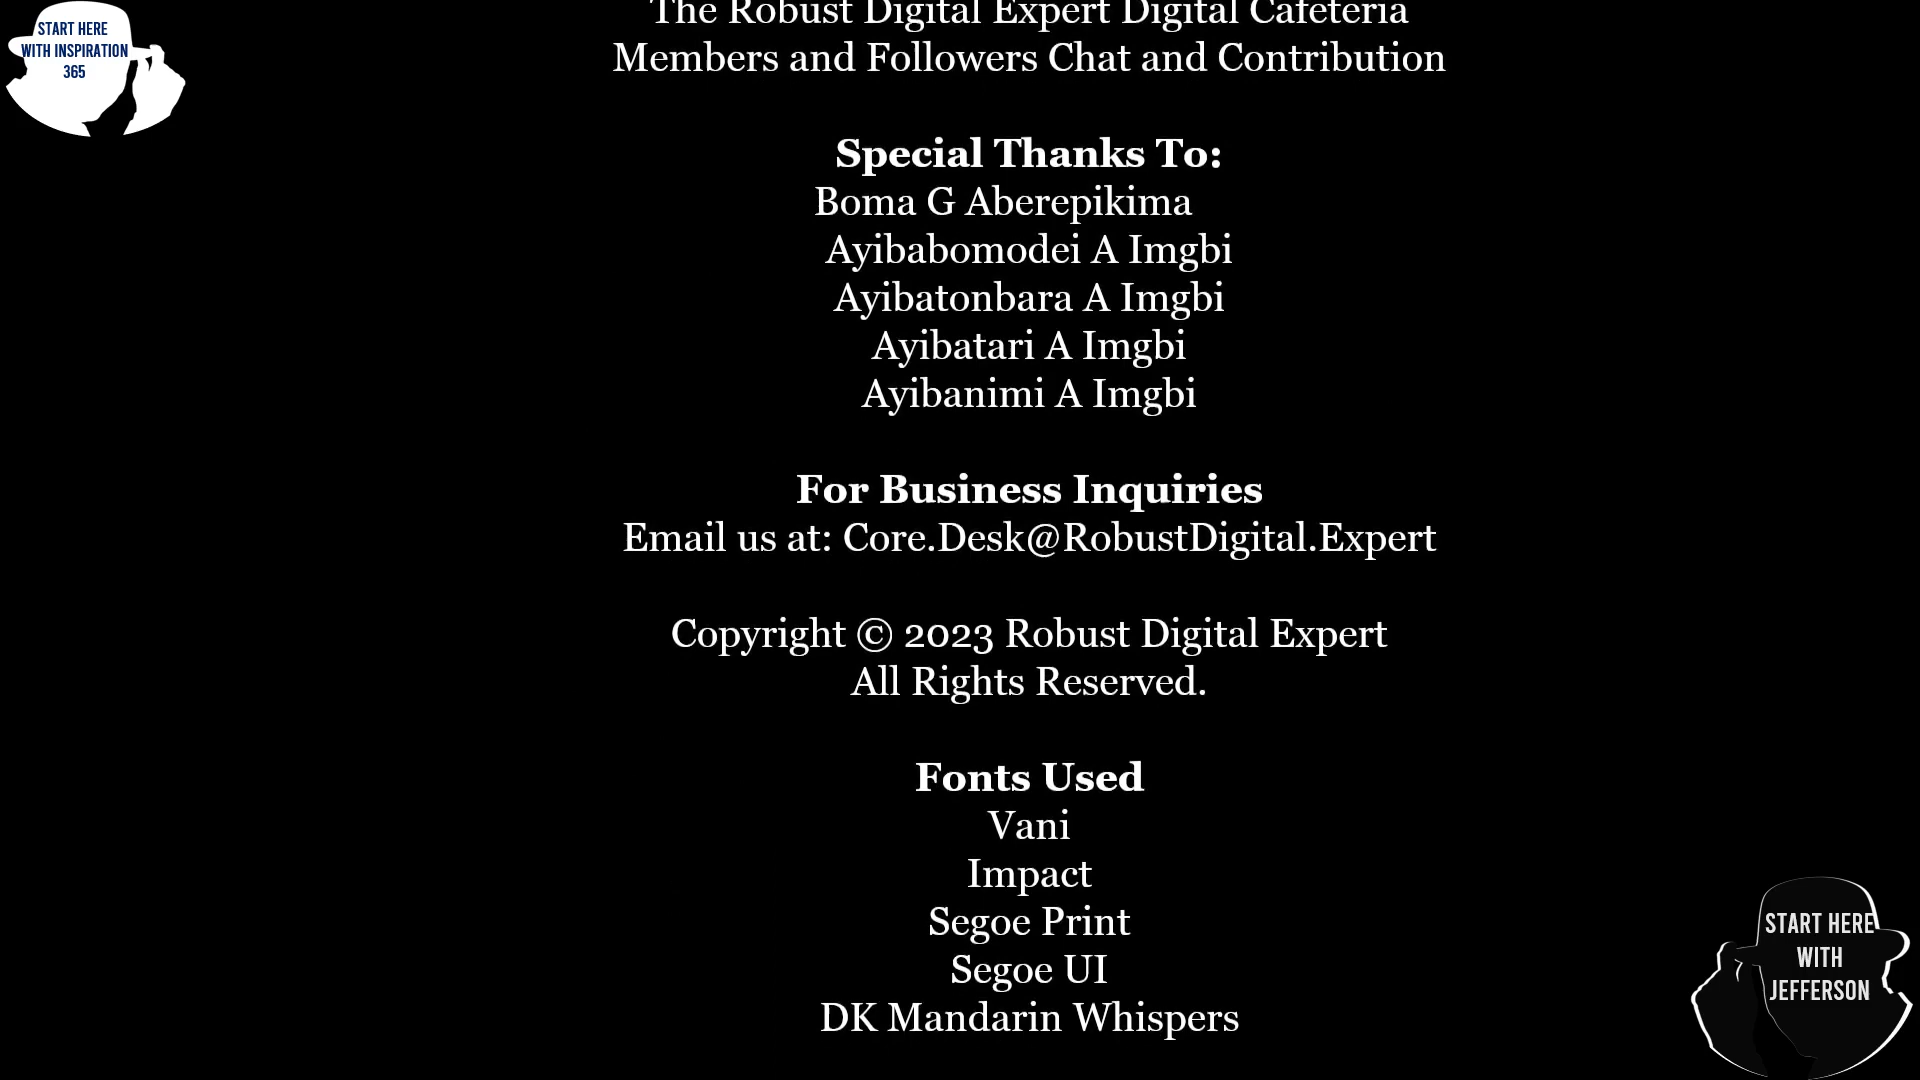 START HERE
WITH INSPIRATION
365
The Robust Digital Expert Digital Cafeteria
Members and Followers Chat and Contribution
Special Thanks To:
Boma G Aberepikima
Ayibabomodei A Imgbi
Ayibatonbara A Imgbi
Ayibatari A Imgbi
Ayibanimi A Imgbi
For Business Inquiries
Email us at: Core.Desk@RobustDigital.Expert
Copyright © 2023 Robust Digital Expert
All Rights Reserved.
Fonts Used
Vani
Impact
Segoe Print
Segoe UI
DK Mandarin Whispers
START HERE
WITH
JEFFERSON